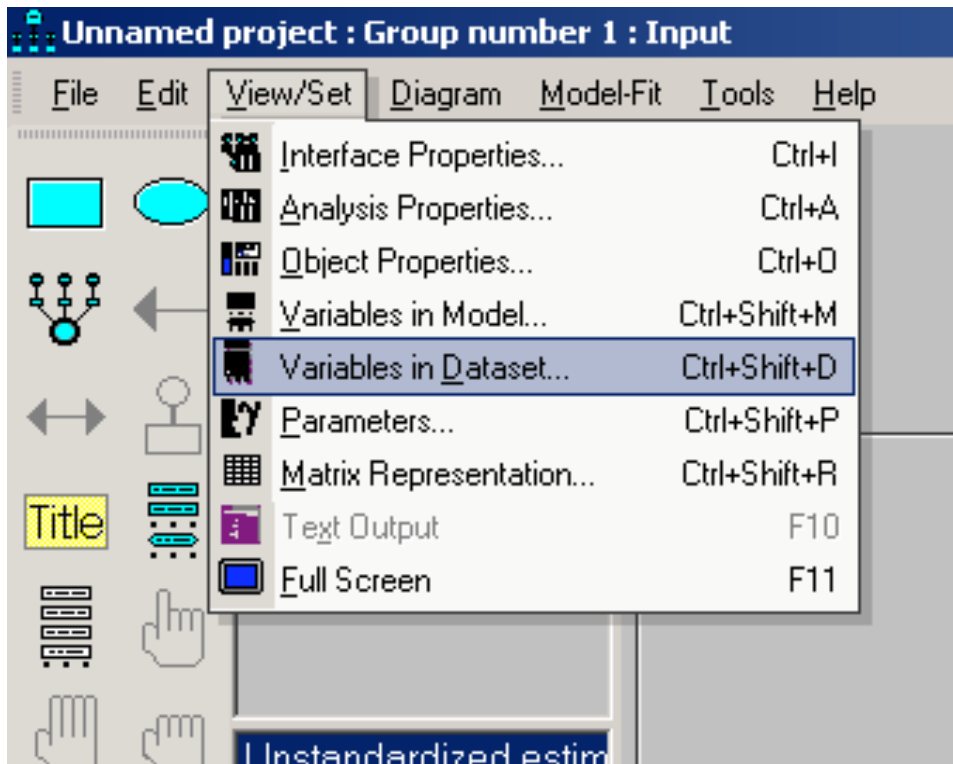 Unnamed project : Group number 1 : Input
File Edit View/Set Diagram Model-Fit Tools Help
Interface Properties... Ctrl+I
Analysis Properties... Ctrl+A
Object Properties... Ctrl+O
Variables in Model... Ctrl+Shift+M
Variables in Dataset... Ctrl+Shift+D
Parameters... Ctrl+Shift+P
Matrix Representation... Ctrl+Shift+R
Title
Text Output F10
Full Screen F11
Unstandardized estim